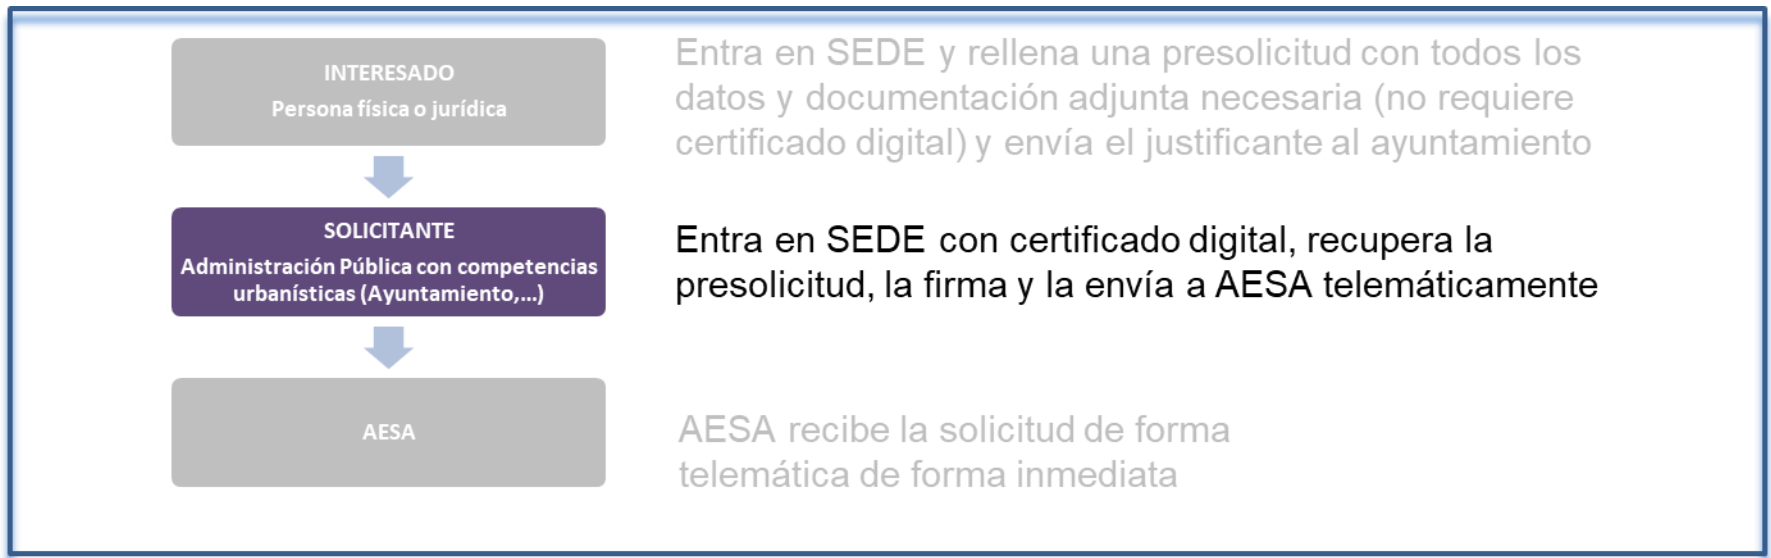 INTERESADO
Persona física o jurídica
Entra en SEDE y rellena una presolicitud con todos los
datos y documentación adjunta necesaria (no requiere
certificado digital) y envía el justificante al ayuntamiento
SOLICITANTE
Administración Pública con competencias
urbanísticas (Ayuntamiento,...)
Entra en SEDE con certificado digital, recupera la
presolicitud, la firma y la envía a AESA telemáticamente
AESA
AESA recibe la solicitud de forma
telemática de forma inmediata